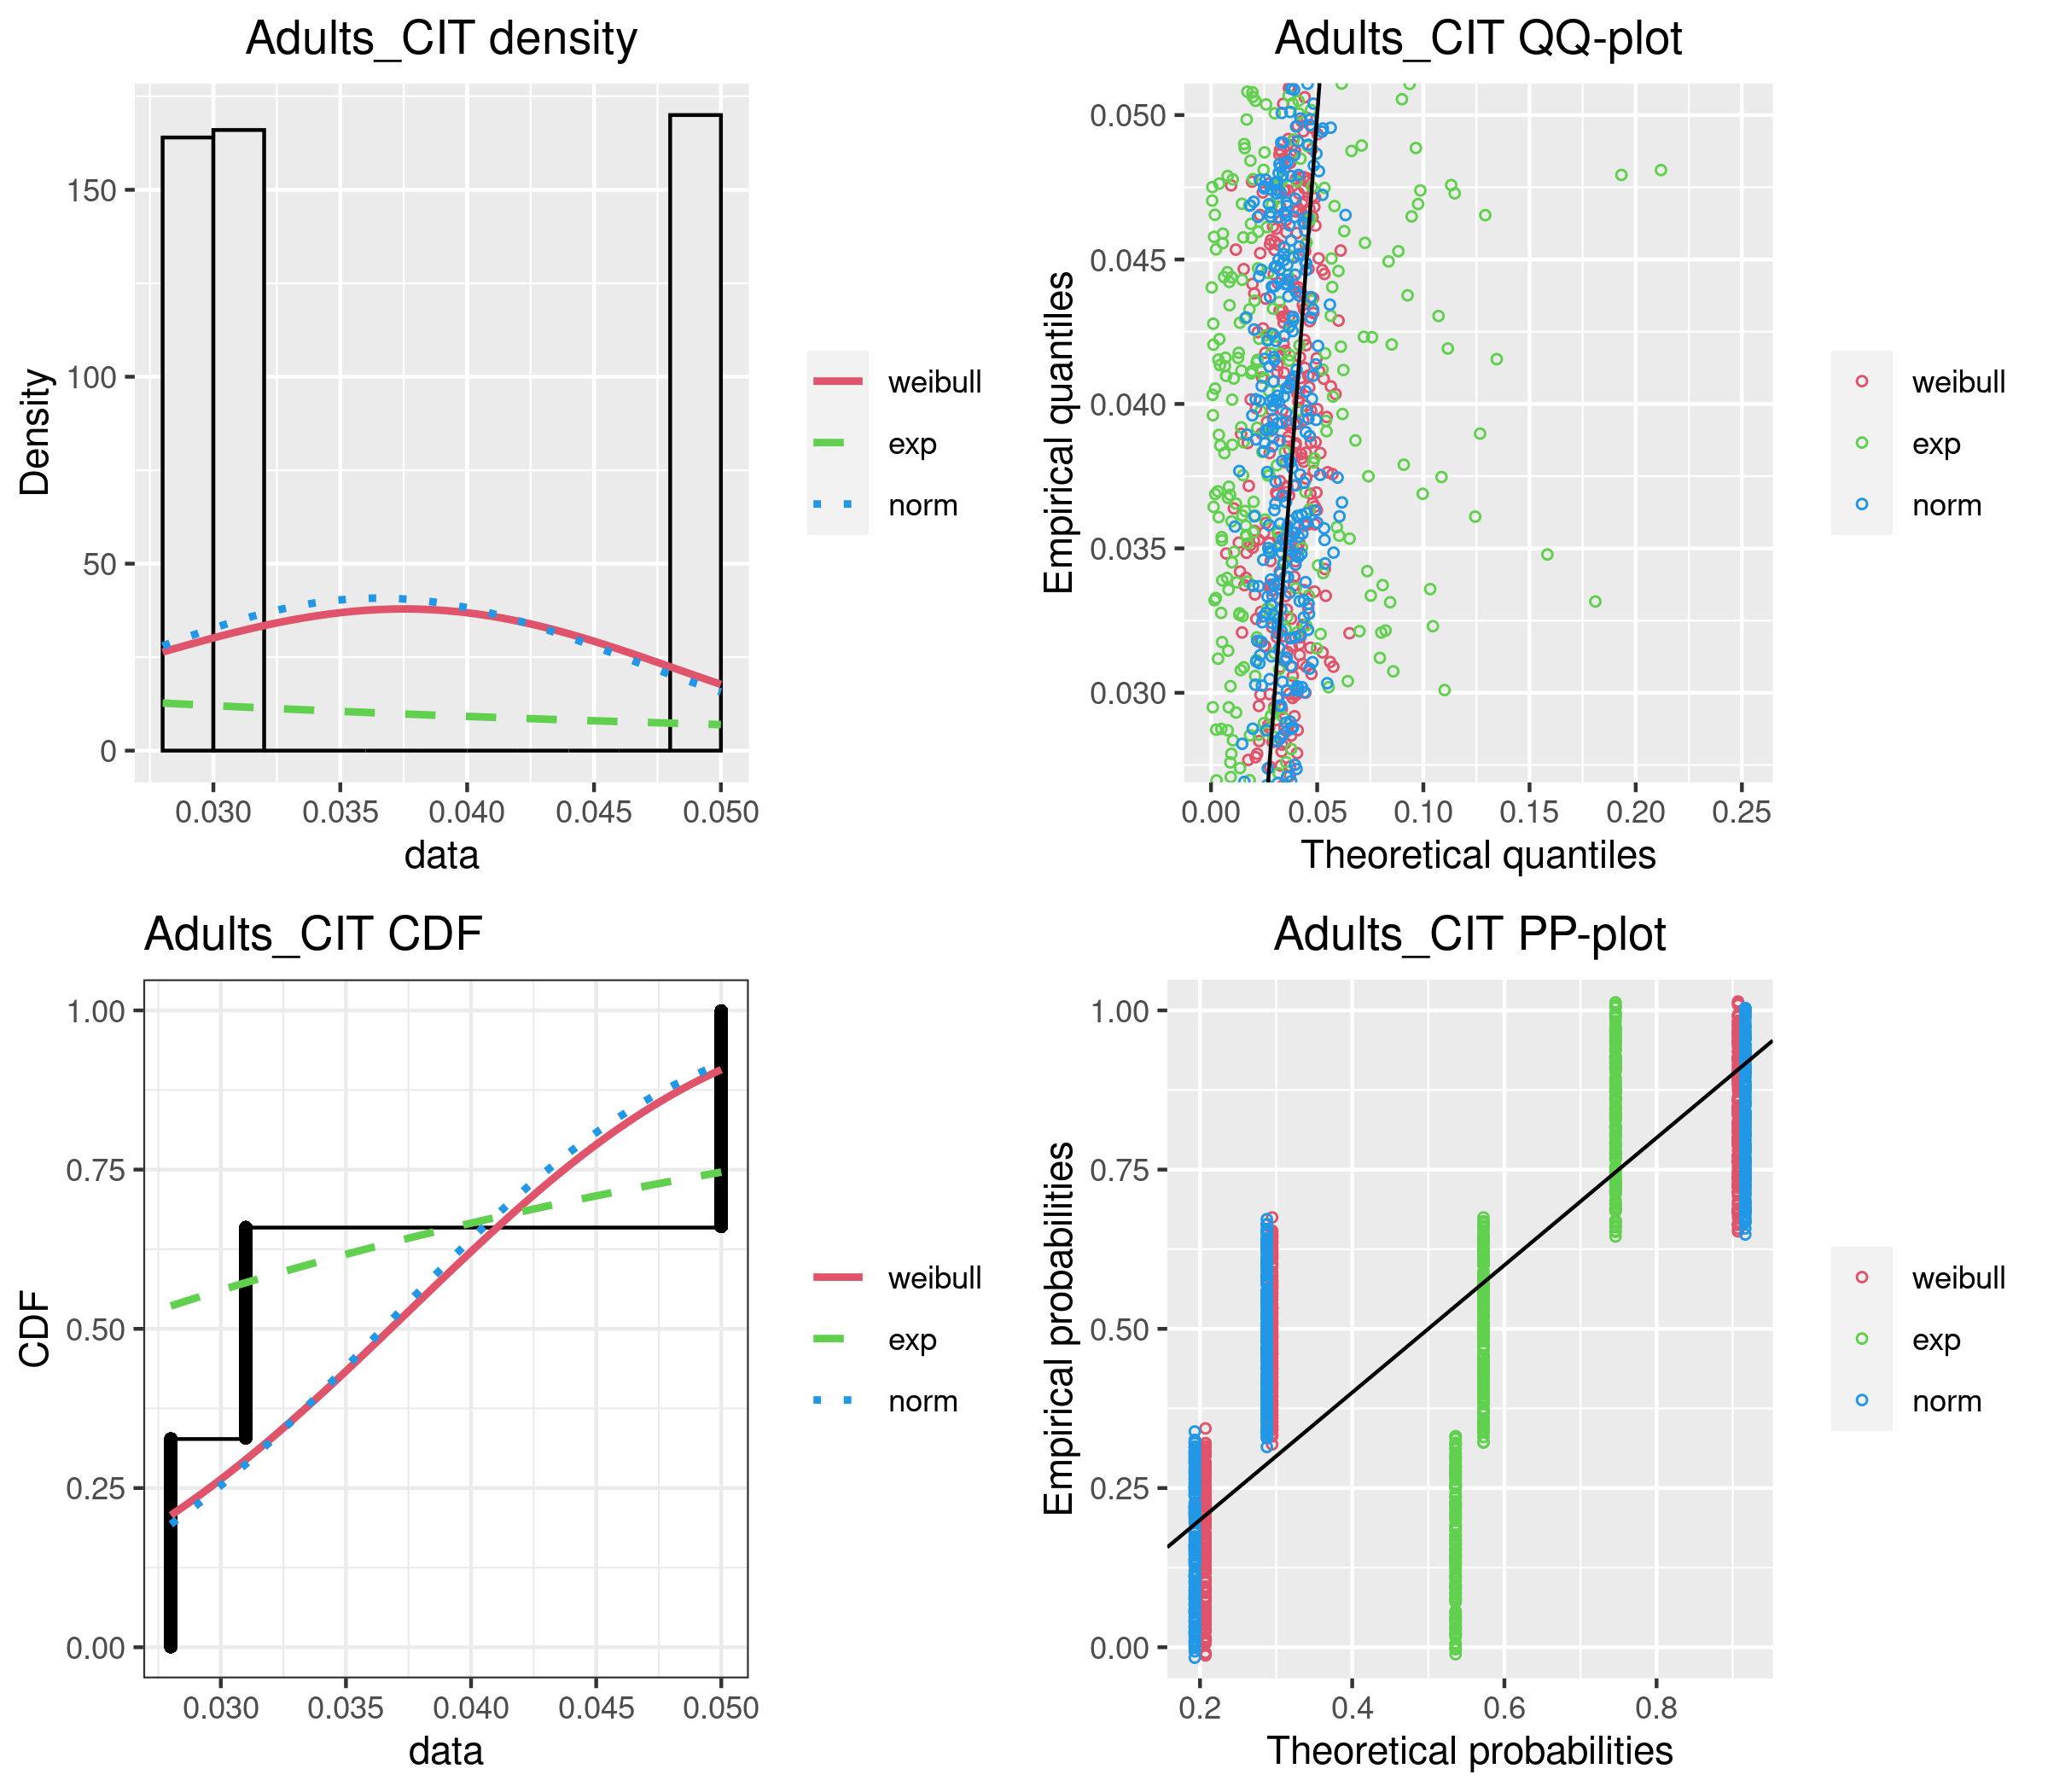 Adults_CIT density
Density
150
100
50
0
0.030 0.035 0.040 0.045 0.050
data
weibull
exp
norm
Adults_CIT QQ-plot
Empirical quantiles
0.050
0.045
0.040
0.035
0.030
0.00 0.05 0.10 0.15 0.20 0.25
Theoretical quantiles
weibull
exp
norm
Adults_CIT CDF
CDF
1.00
0.75
0.50
0.25
0.00
0.030 0.035 0.040 0.045 0.050
data
weibull
exp
norm
Adults_CIT PP-plot
Empirical probabilities
1.00
0.75
0.50
0.25
0.00
0.2 0.4 0.6 0.8
Theoretical probabilities
weibull
exp
norm